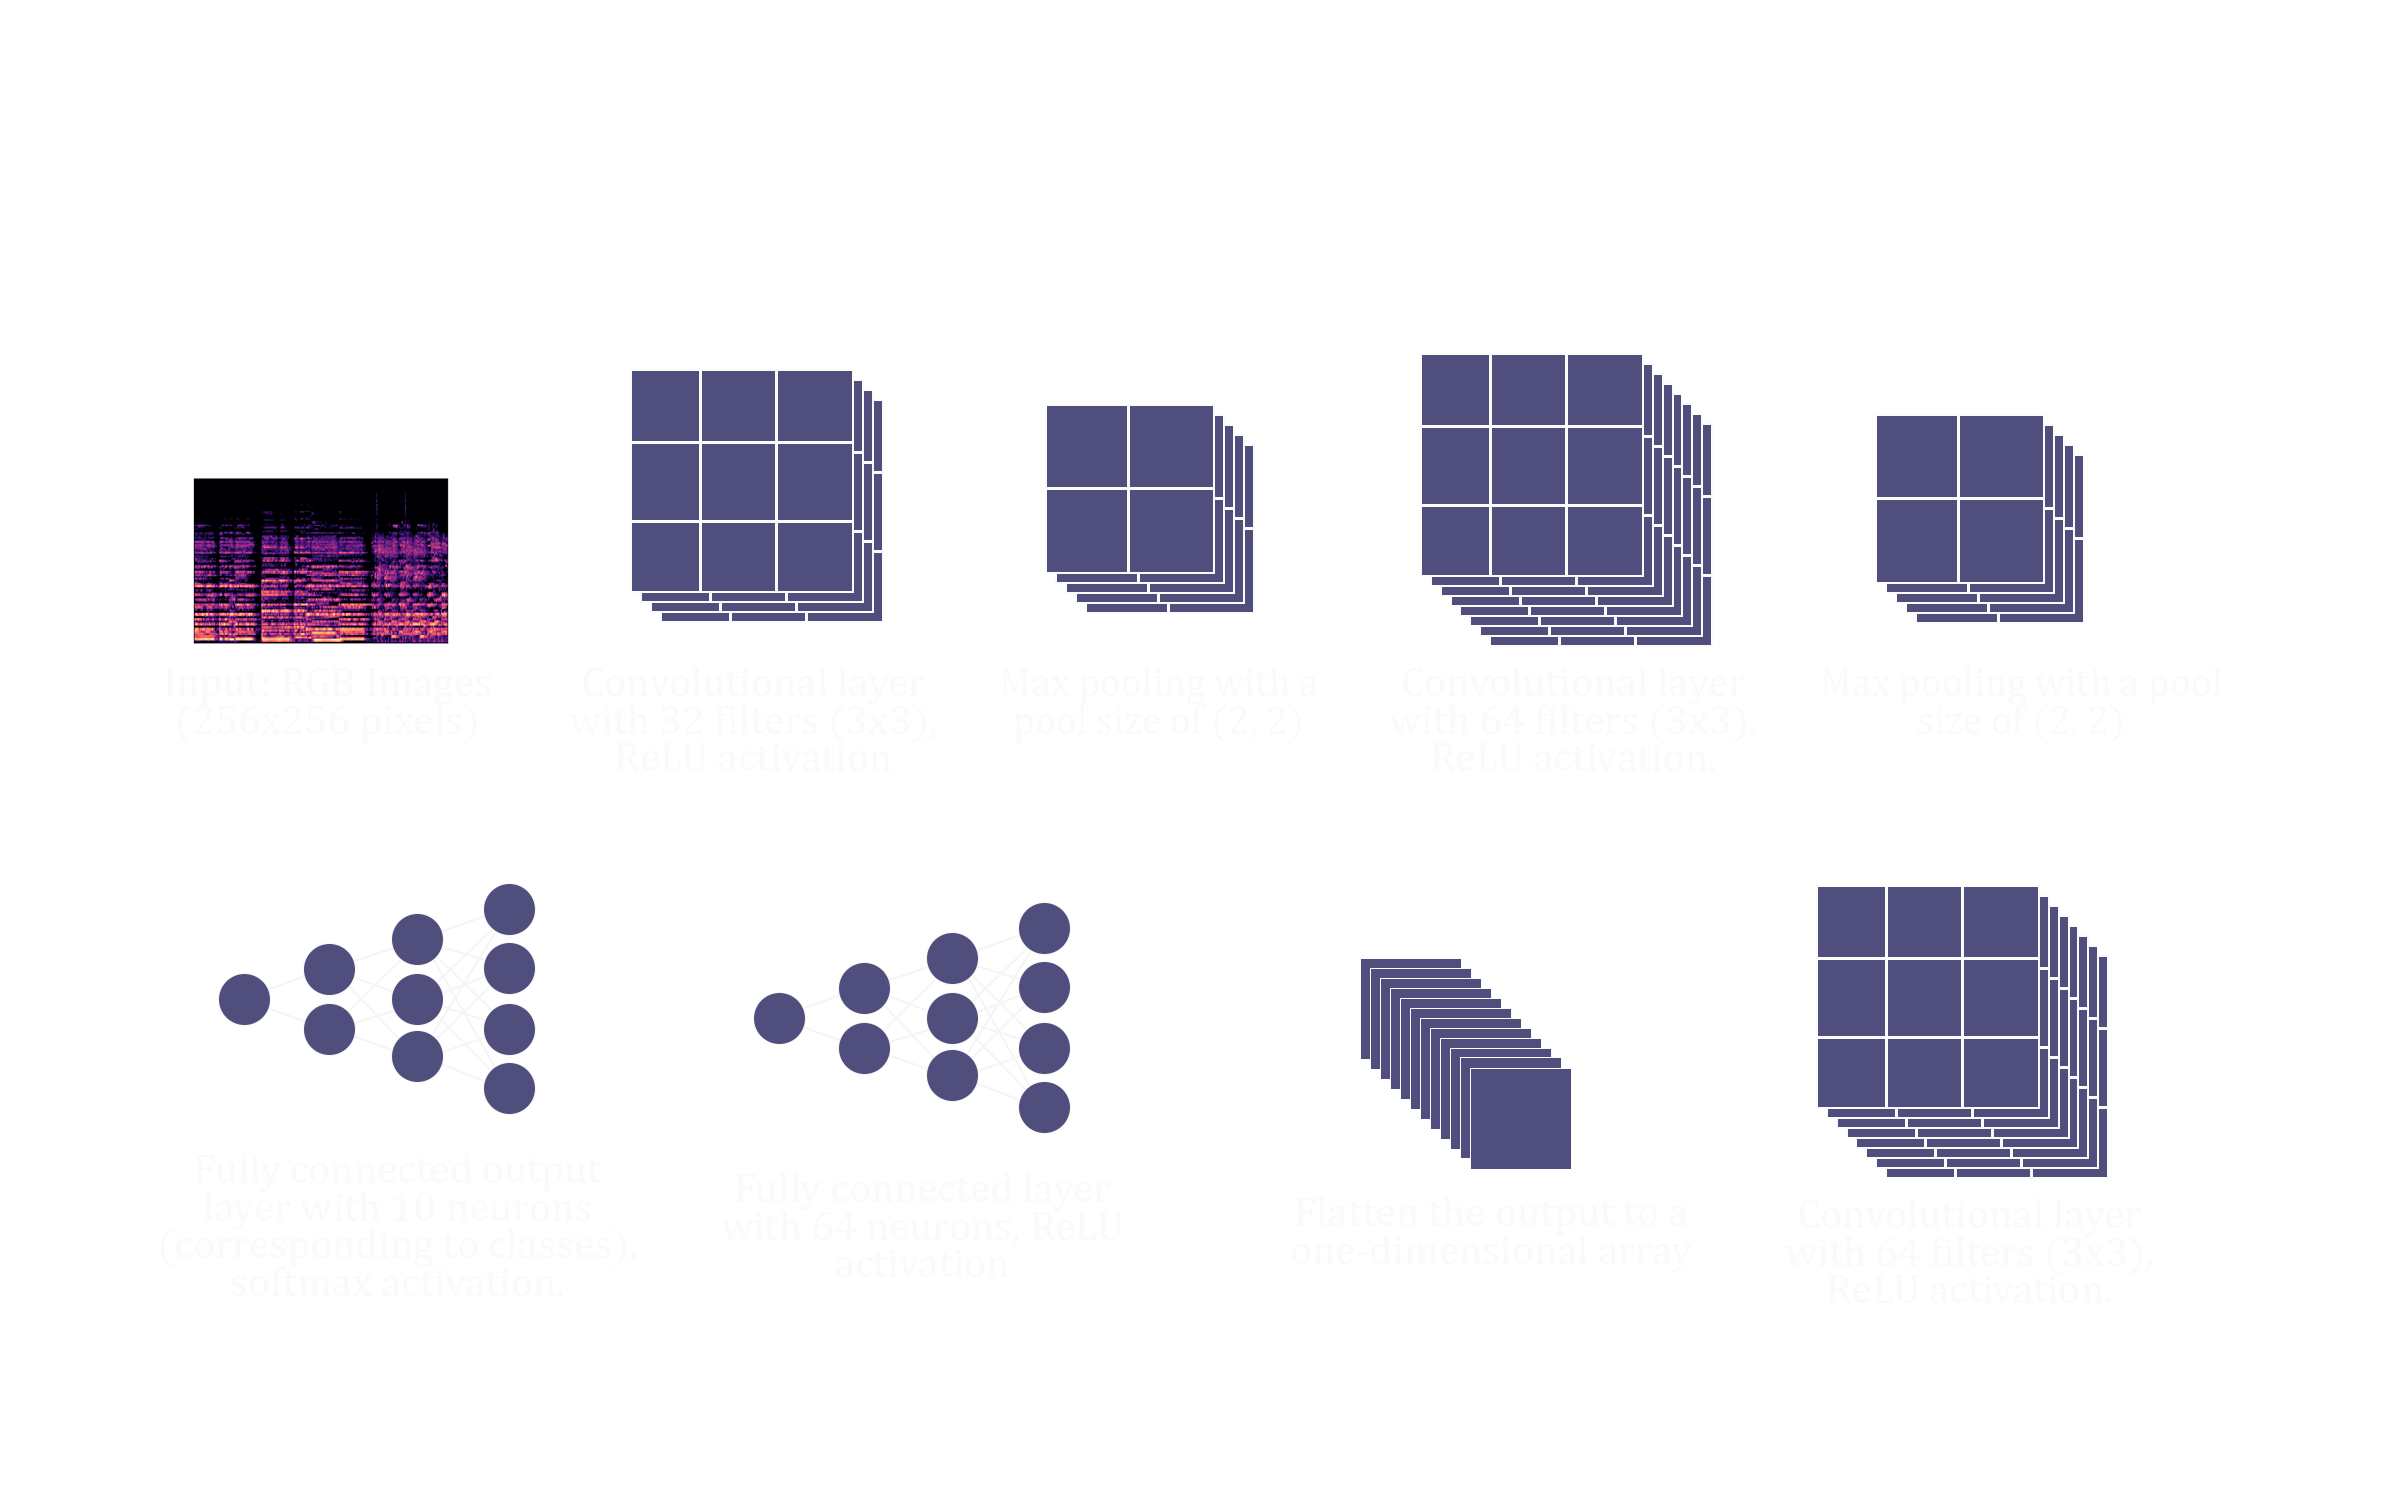 Input: RGB Images
(256x256 pixels)
Convolutional layer
with 32 filters (3x3),
ReLU activation
Max pooling with a
pool size of (2, 2)
Convolutional layer
with 64 filters (3x3),
ReLU activation.
Max pooling with a pool
size of (2, 2)
Fully connected output
layer with 10 neurons
(corresponding to classes),
softmax activation.
Fully connected layer
with 64 neurons, ReLU
activation
Flatten the output to a
one-dimensional array
Convolutional layer
with 64 filters (3x3),
ReLU activation.